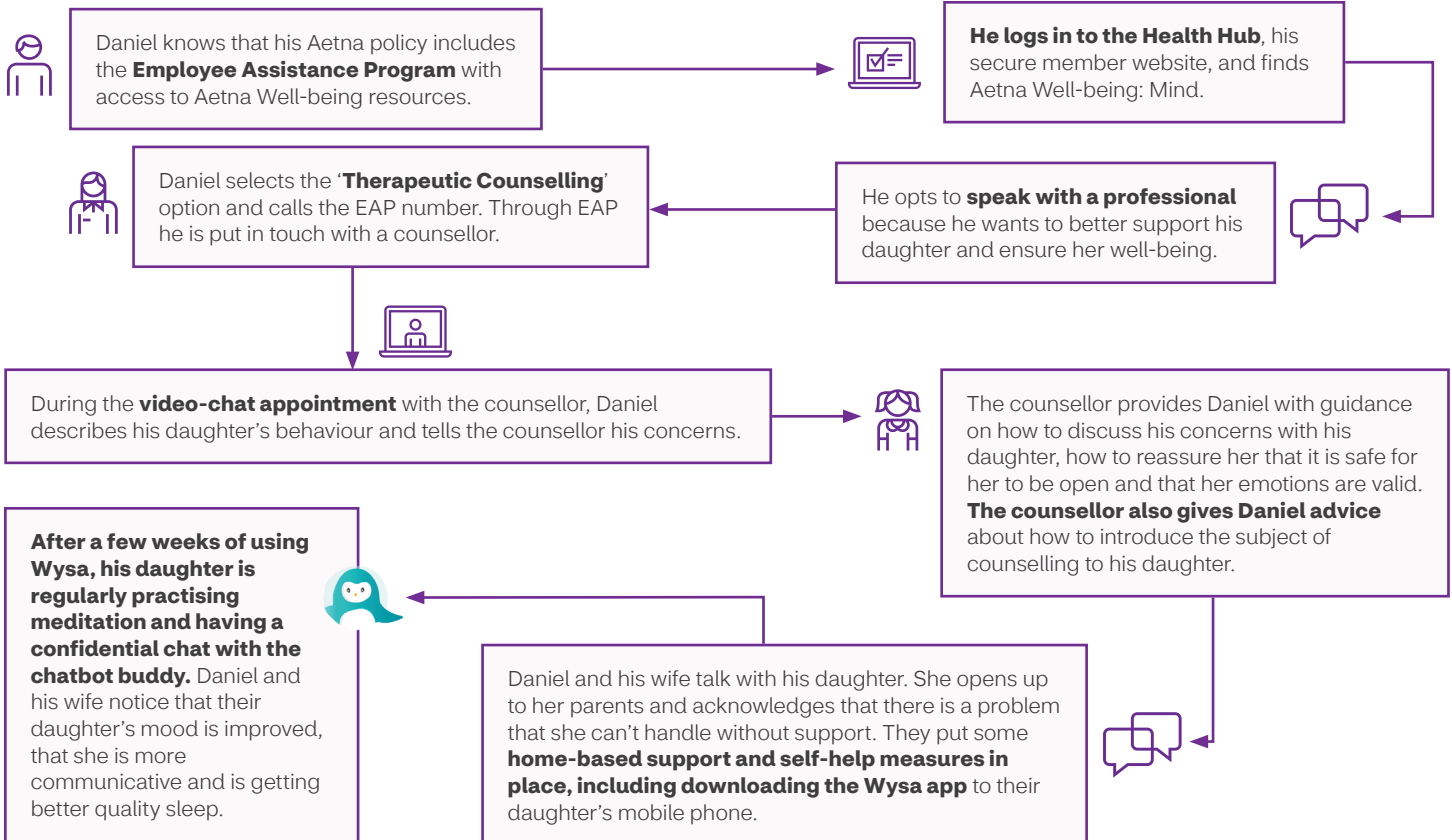 Daniel knows that his Aetna policy includes
the Employee Assistance Program with
access to Aetna Well-being resources.
He logs in to the Health Hub, his
secure member website, and finds
Aetna Well-being: Mind.
He opts to speak with a professional
because he wants to better support his
daughter and ensure her well-being.
Daniel selects the ‘Therapeutic Counselling’
option and calls the EAP number. Through EAP
he is put in touch with a counsellor.
During the video-chat appointment with the counsellor, Daniel
describes his daughter’s behaviour and tells the counsellor his concerns.
The counsellor provides Daniel with guidance
on how to discuss his concerns with his
daughter, how to reassure her that it is safe for
her to be open and that her emotions are valid.
The counsellor also gives Daniel advice
about how to introduce the subject of
counselling to his daughter.
Daniel and his wife talk with his daughter. She opens up
to her parents and acknowledges that there is a problem
that she can’t handle without support. They put some
home-based support and self-help measures in
place, including downloading the Wysa app to their
daughter’s mobile phone.
After a few weeks of using
Wysa, his daughter is
regularly practising
meditation and having a
confidential chat with the
chatbot buddy. Daniel and
his wife notice that their
daughter’s mood is improved,
that she is more
communicative and is getting
better quality sleep.